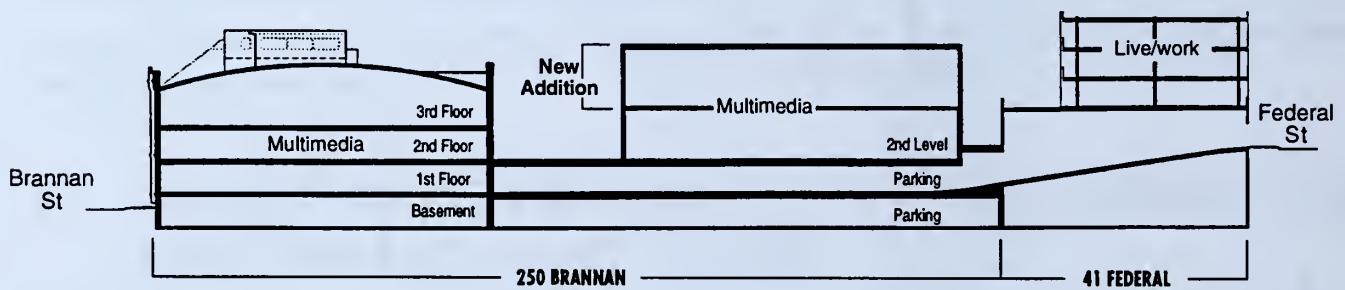 New
Addition
Live/work
3rd Floor
Multimedia
Federal
St
Multimedia
2nd Floor
2nd Level
Brannan
St
1st Floor
Parking
Basement
Parking
250 BRANNAN
41 FEDERAL